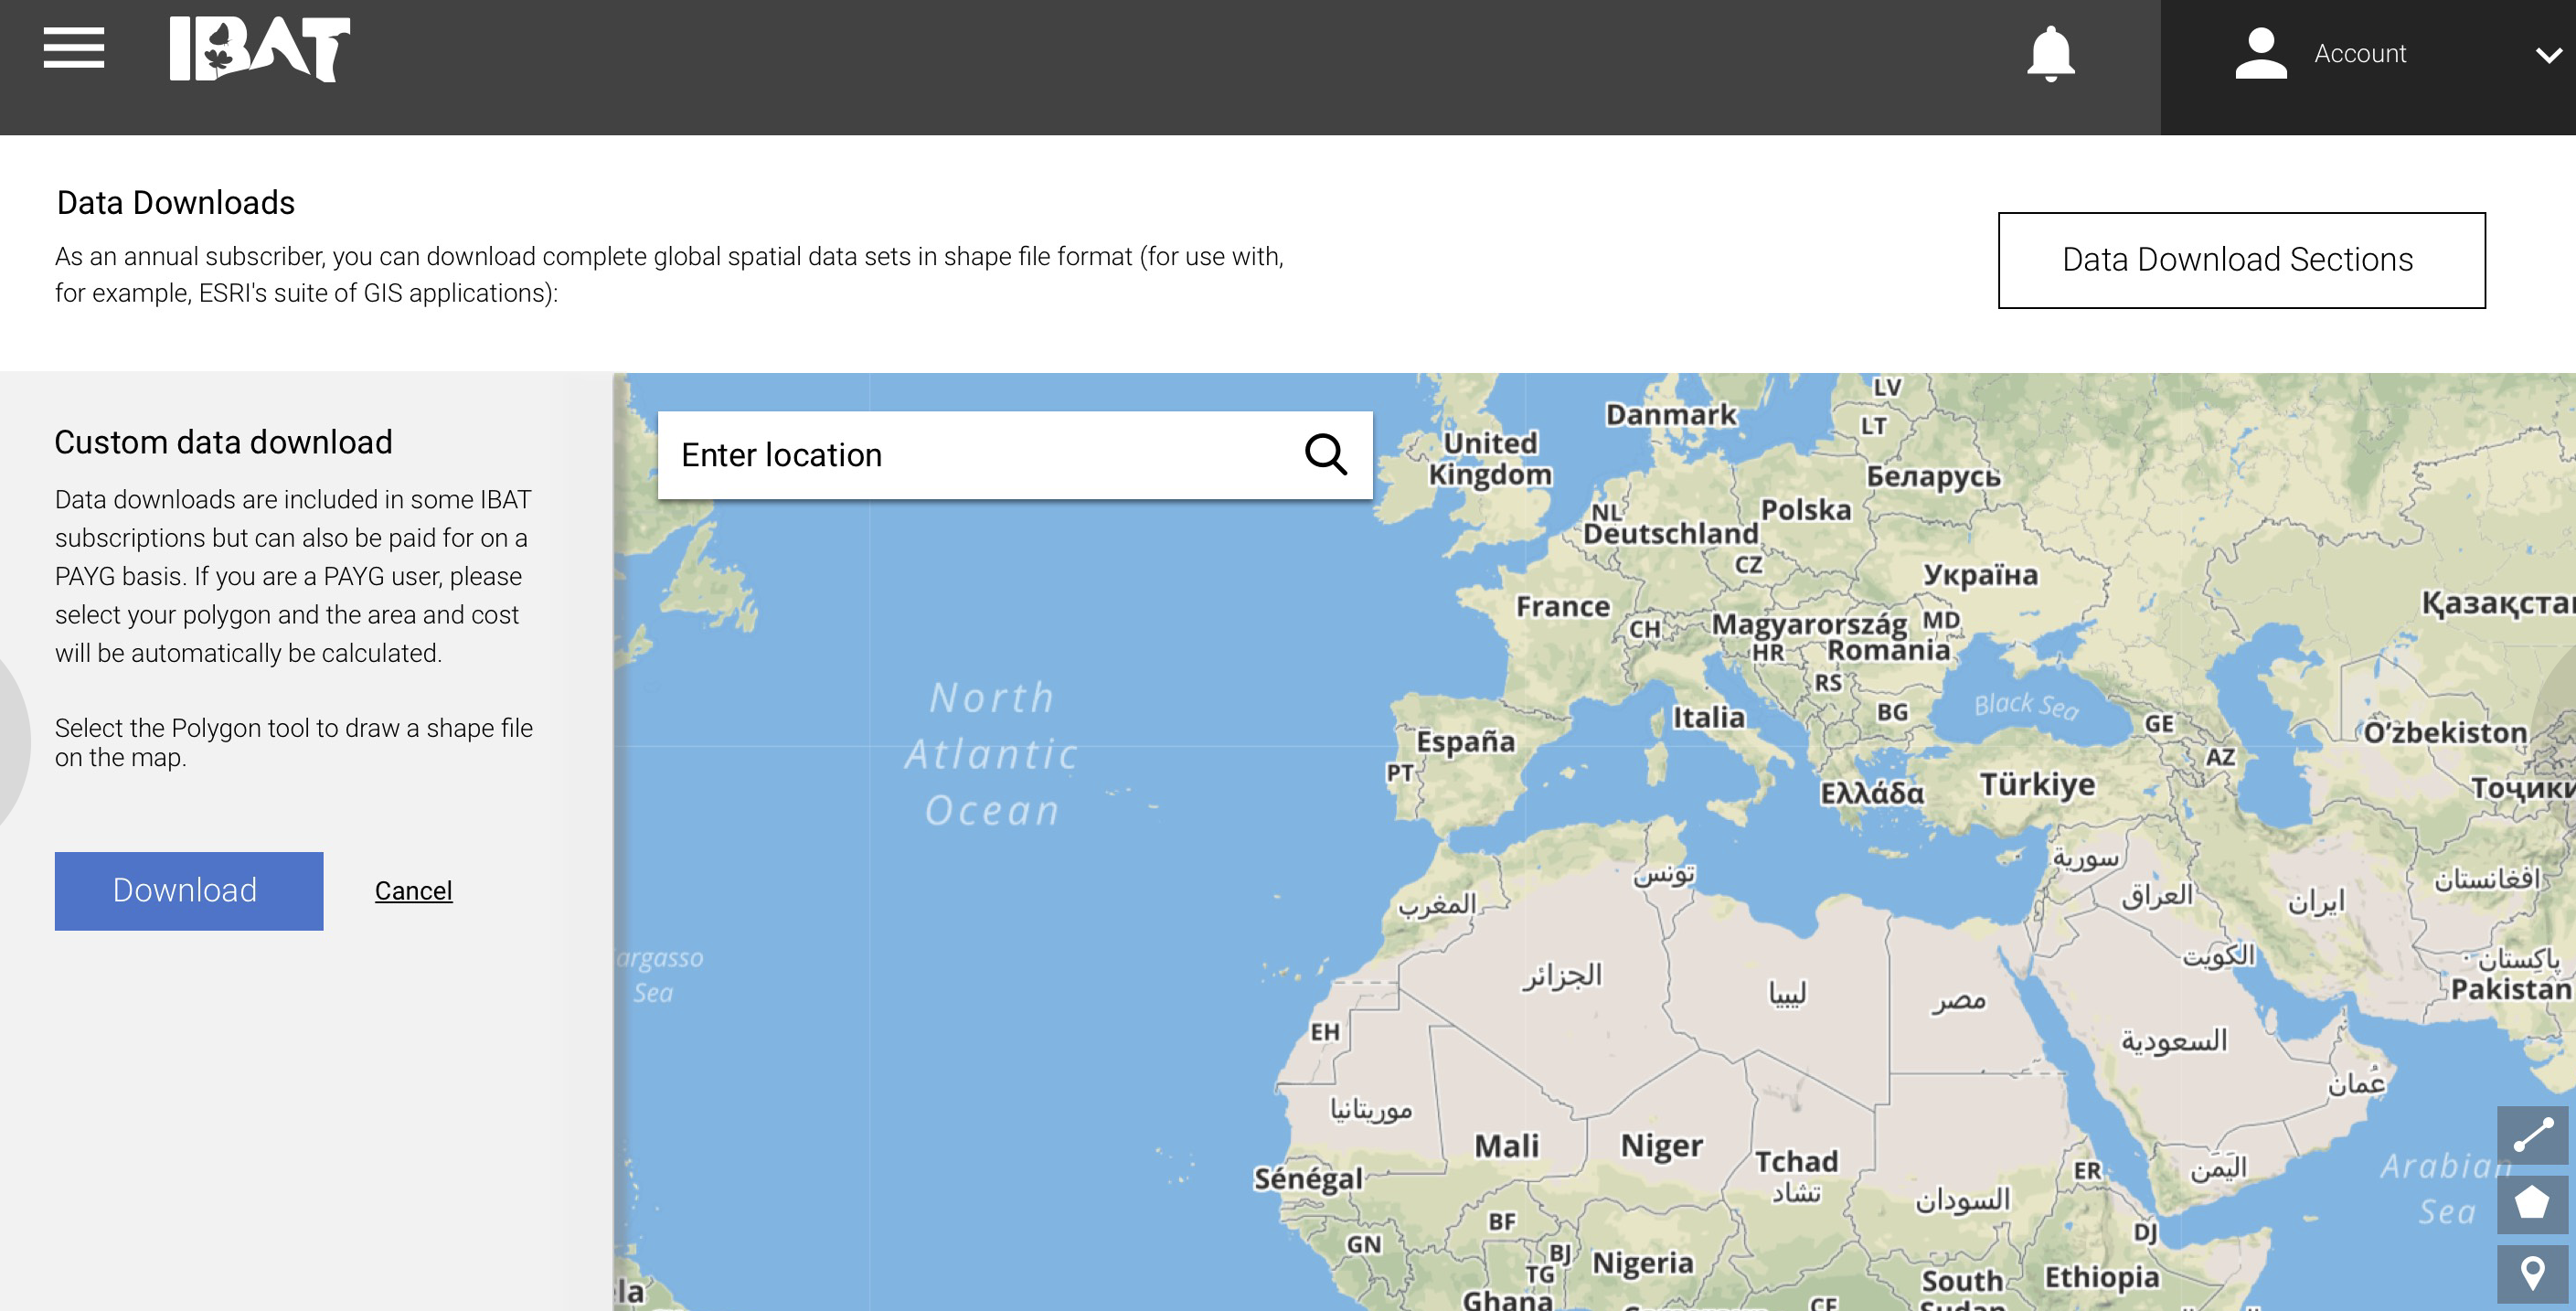 IBAT
Account
Data Downloads
As an annual subscriber, you can download complete global spatial data sets in shape file format (for use with,
for example, ESRI's suite of GIS applications):
Data Download Sections
Custom data download
Data downloads are included in some IBAT
subscriptions but can also be paid for on a
PAYG basis. If you are a PAYG user, please
select your polygon and the area and cost
will be automatically be calculated.
Select the Polygon tool to draw a shape file
on the map.
Download
Cancel
Enter location
LV
Danmark
LT
United
Kingdom
Беларусь
NL
Polska
Deutschland
CZ
Україна
France
Қазақста
CH
Magyarország
MD
HR
România
RS
North
Atlantic
Ocean
Black Sea
Italia
BG
GE
O‘zbekiston
España
AZ
PT
Türkiye
Ελλάδα
Тоҷики
سورية
تونس
افغانستان
العراق
ایران
المغرب
argasso
Sea
الكويت
پاکستان
Pakistan
الجزائر
ليبيا
مصر
EH
السعودية
عُمان
موريتانيا
Mali
Niger
Tchad
تشاد
ER
اليَمَن
Arabian
Sea
Sénégal
السودان
BF
DJ
GN
BJ
Nigeria
TG
South
Sudan
Ethiopia
la
Ghana
CF